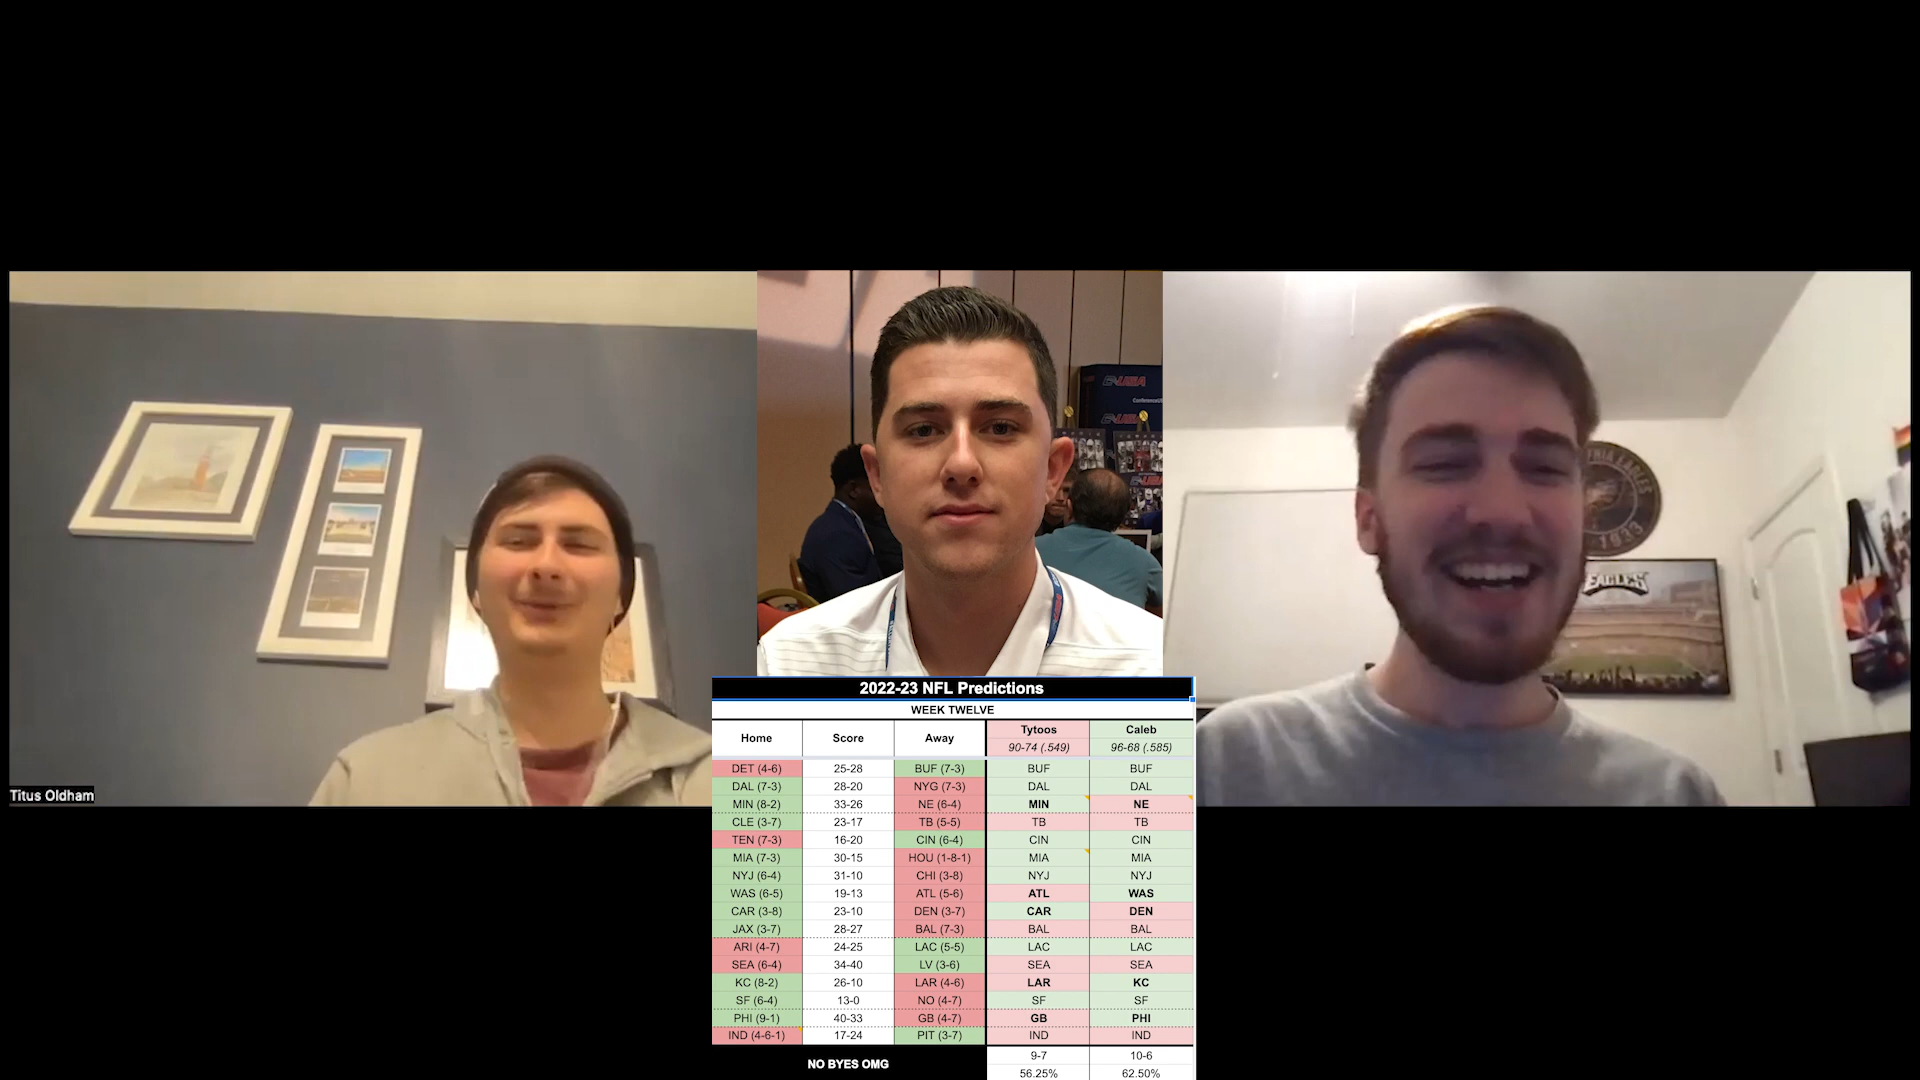 C-USA
C-USA
PHIA EAGLES
1933
EAGLES
Titus Oldham
2022-23 NFL Predictions
WEEK TWELVE
Home Score Away Tytoos Caleb
90-74 (.549) 96-68 (.585)
DET (4-6) 25-28 BUF (7-3) BUF BUF
DAL (7-3) 28-20 NYG (7-3) DAL DAL
MIN (8-2) 33-26 NE (6-4) MIN NE
CLE (3-7) 23-17 TB (5-5) TB TB
TEN (7-3) 16-20 CIN (6-4) CIN CIN
MIA (7-3) 30-15 HOU (1-8-1) MIA MIA
NYJ (6-4) 31-10 CHI (3-8) NYJ NYJ
WAS (6-5) 19-13 ATL (5-6) ATL WAS
CAR (3-8) 23-10 DEN (3-7) CAR DEN
JAX (3-7) 28-27 BAL (7-3) BAL BAL
ARI (4-7) 24-25 LAC (5-5) LAC LAC
SEA (6-4) 34-40 LV (3-6) SEA SEA
KC (8-2) 26-10 LAR (4-6) LAR KC
SF (6-4) 13-0 NO (4-7) SF SF
PHI (9-1) 40-33 GB (4-7) GB PHI
IND (4-6-1) 17-24 PIT (3-7) IND IND
NO BYES OMG
9-7 10-6
56.25% 62.50%